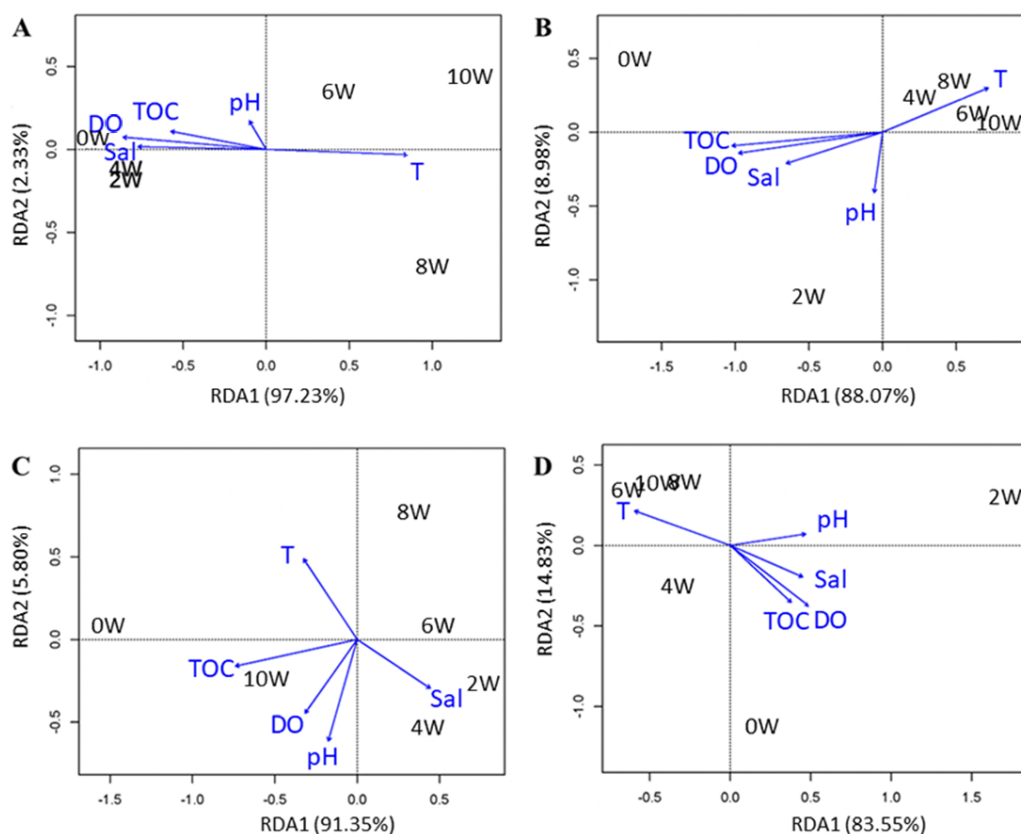 A
RDA2 (2.33%)
0.5
0.0
-0.5
-1.0
10W
6W
pH
TOC
DO
0W
Sal
4W
2W
T
8W
-1.0 -0.5 0.0 0.5 1.0
RDA1 (97.23%)
B
RDA2 (8.98%)
0.5
0.0
-0.5
-1.0
0W
T
8W
4W
6W
10W
TOC
DO
Sal
pH
2W
-1.5 -1.0 -0.5 0.0 0.5
RDA1 (88.07%)
C
RDA2 (5.80%)
1.0
0.5
0.0
-0.5
8W
T
0W
6W
TOC
10W
2W
Sal
DO
4W
pH
-1.5 -1.0 -0.5 0.0 0.5
RDA1 (91.35%)
D
RDA2 (14.83%)
0.5
0.0
-0.5
-1.0
6W
10W
8W
2W
T
pH
4W
Sal
TOC
DO
0W
-0.5 0.0 0.5 1.0 1.5
RDA1 (83.55%)